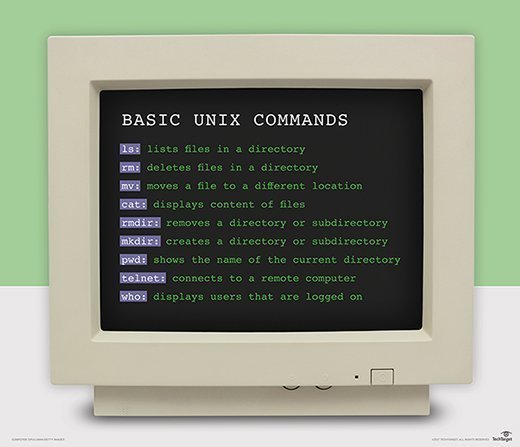 BASIC UNIX COMMANDS
ls: lists files in a directory
rm: deletes files in a directory
mv: moves a file to a different location
cat: displays content of files
rmdir: removes a directory or subdirectory
mkdir: creates a directory or subdirectory
pwd: shows the name of the current directory
telnet: connects to a remote computer
who: displays users that are logged on
TechTarget